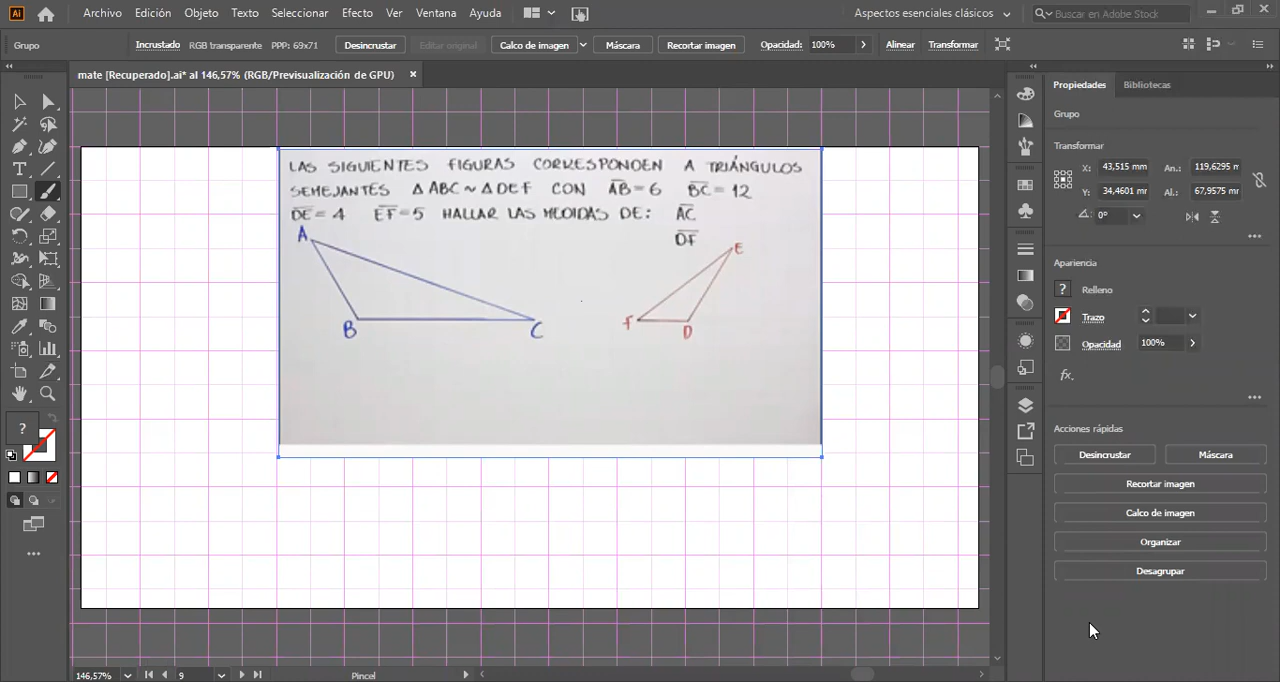 Archivo Edición Objeto Texto Seleccionar Efecto Ver Ventana Ayuda Aspectos esenciales clásicos Buscar en Adobe Stock
Grupo Incrustado RGB transparente PPP: 69x71 Desincrustar Editar original Calco de imagen Máscara Recortar imagen Opacidad: 100% Alinear Transformar
mate [Recuperado].ai* al 146,57% (RGB/Previsualización de GPU)
LAS SIGUIENTES FIGURAS CORRESPONDEN A TRIÁNGULOS
SEMEJANTES Δ ABC ~ Δ DEF CON AB = 6 BC = 12
DE = 4 EF = 5 HALLAR LAS MEDIDAS DE: AC
DF
A
E
B
C
F
D
Propiedades Bibliotecas
Grupo
Transformar
X: 43,515 mm An.: 119,6295 m
Y: 34,4601 m Al.: 67,9575 m
0°
Apariencia
? Relleno
Trazo
Opacidad 100%
fx.
Acciones rápidas
Desincrustar Máscara
Recortar imagen
Calco de imagen
Organizar
Desagrupar
?
146,57% 9 Pincel